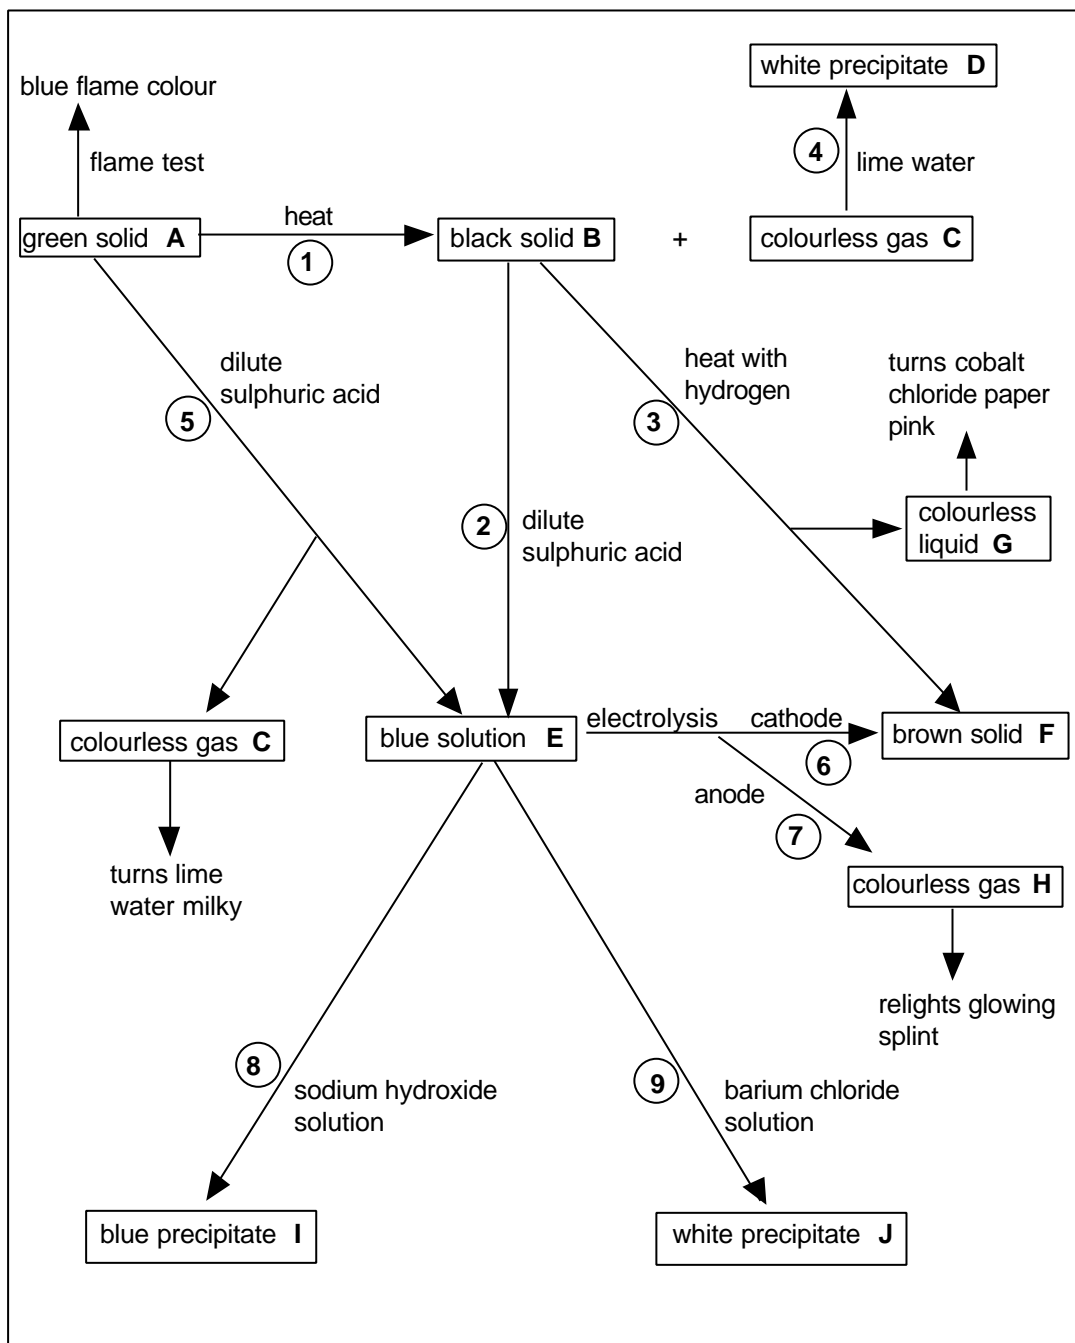 white precipitate D
blue flame colour
4
lime water
flame test
heat
green solid A
black solid B
+
colourless gas C
1
dilute
sulphuric acid
5
heat with
hydrogen
3
turns cobalt
chloride paper
pink
2
dilute
sulphuric acid
colourless
liquid G
electrolysis
cathode
colourless gas C
blue solution E
brown solid F
6
anode
7
turns lime
water milky
colourless gas H
relights glowing
splint
8
sodium hydroxide
solution
9
barium chloride
solution
blue precipitate I
white precipitate J